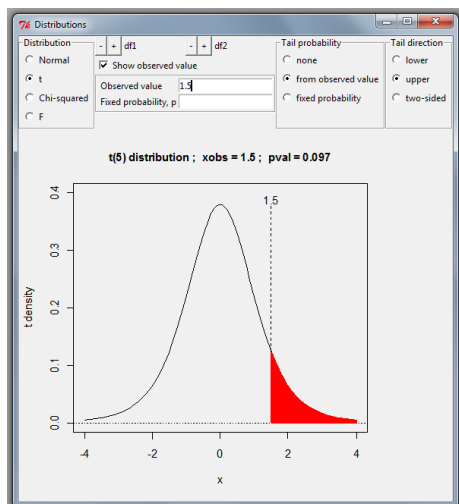 Distributions
Distribution
Normal
t
Chi-squared
F
- + df1 - + df2
Show observed value
Observed value 1.5
Fixed probability, p
Tail probability
none
from observed value
fixed probability
Tail direction
lower
upper
two-sided
t(5) distribution ; xobs = 1.5 ; pval = 0.097
1.5
t density
0.4
0.3
0.2
0.1
0.0
-4 -2 0 2 4
x